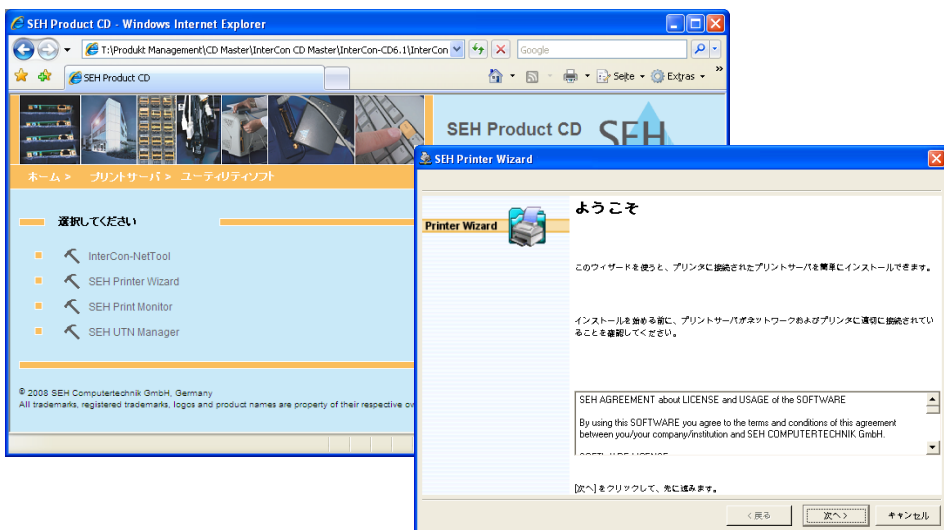 SEH Product CD - Windows Internet Explorer
T:\Produkt Management\CD Master\InterCon CD Master\InterCon-CD6.1\InterCon
Google
SEH Product CD
Seite
Extras
»
SEH Product CD
SEH
ホーム > プリントサーバ > ユーティリティソフト
選択してください
InterCon-NetTool
SEH Printer Wizard
SEH Print Monitor
SEH UTN Manager
© 2008 SEH Computertechnik GmbH, Germany
All trademarks, registered trademarks, logos and product names are property of their respective
SEH Printer Wizard
Printer Wizard
ようこそ
このウィザードを使うと、プリンタに接続されたプリントサーバを簡単にインストールできます。
インストールを始める前に、プリントサーバがネットワークおよびプリンタに適切に接続されてい
ることを確認してください。
SEH AGREEMENT about LICENSE and USAGE of the SOFTWARE
By using this SOFTWARE you agree to the terms and conditions of this agreement
between you/your company/institution and SEH COMPUTERTECHNIK GmbH.
SOFTWARE LICENSE
[次へ]をクリックして、先に進みます。
< 戻る
次へ >
キャンセル